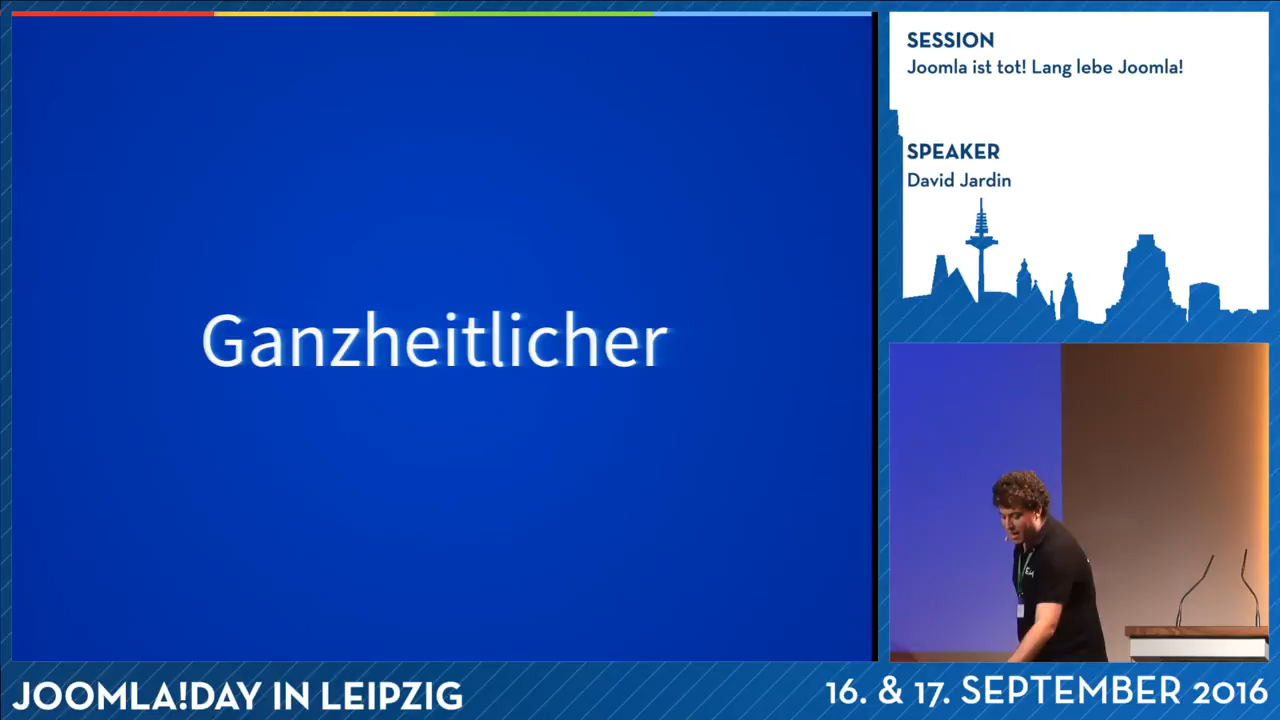 Ganzheitlicher
SESSION
Joomla ist tot! Lang lebe Joomla!
SPEAKER
David Jardin
JOOMLA!DAY IN LEIPZIG
16. & 17. SEPTEMBER 2016